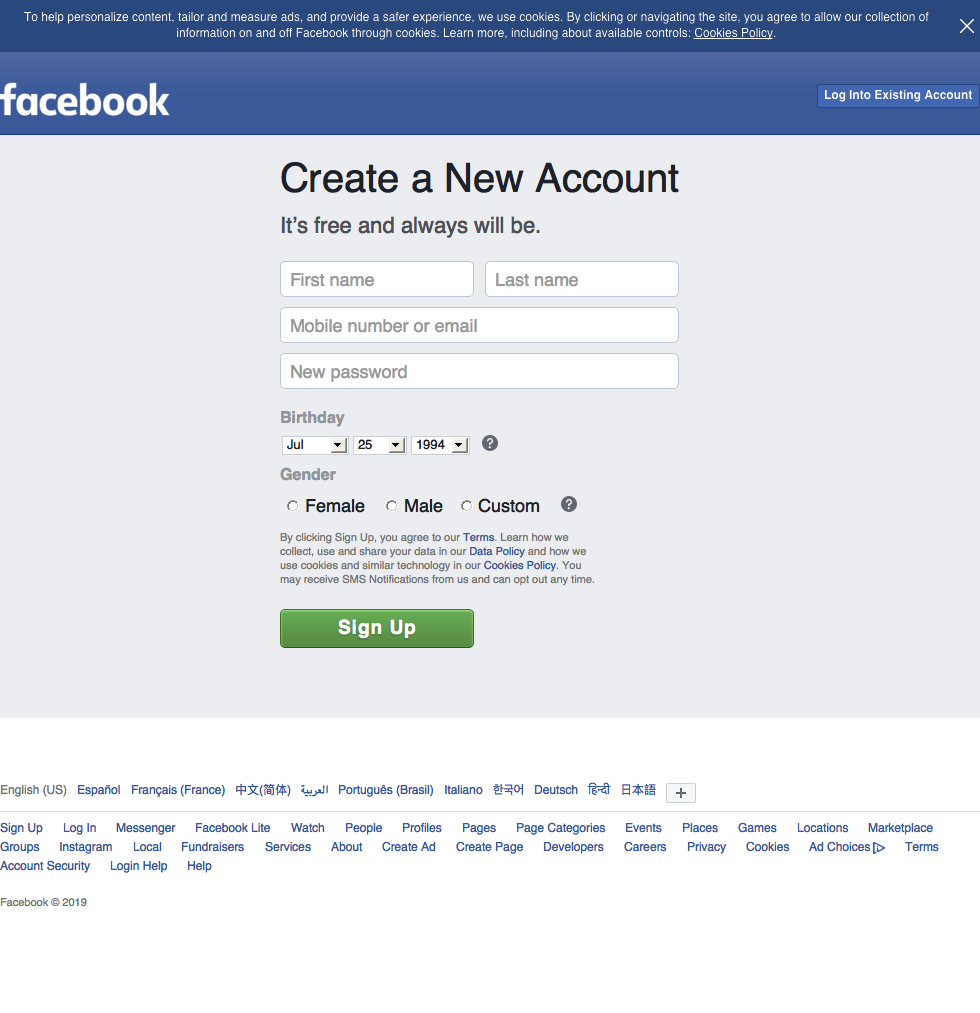 To help personalize content, tailor and measure ads, and provide a safer experience, we use cookies. By clicking or navigating the site, you agree to allow our collection of
information on and off Facebook through cookies. Learn more, including about available controls: Cookies Policy.
facebook
Log Into Existing Account
Create a New Account
It’s free and always will be.
First name Last name
Mobile number or email
New password
Birthday
Jul 25 1994 ?
Gender
Female Male Custom ?
By clicking Sign Up, you agree to our Terms. Learn how we
collect, use and share your data in our Data Policy and how we
use cookies and similar technology in our Cookies Policy. You
may receive SMS Notifications from us and can opt out any time.
Sign Up
English (US) Español Français (France) 中文(简体) العربية Português (Brasil) Italiano 한국어 Deutsch हिन्दी 日本語 +
Sign Up Log In Messenger Facebook Lite Watch People Profiles Pages Page Categories Events Places Games Locations Marketplace
Groups Instagram Local Fundraisers Services About Create Ad Create Page Developers Careers Privacy Cookies Ad Choices Terms
Account Security Login Help Help
Facebook © 2019